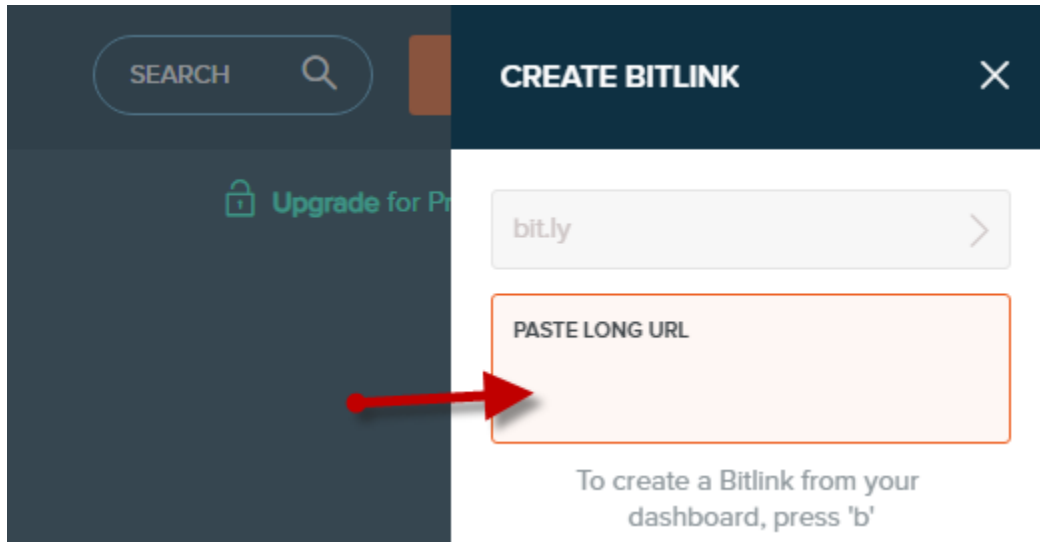 SEARCH
CREATE BITLINK
Upgrade for Pr
bit.ly
PASTE LONG URL
To create a Bitlink from your
dashboard, press 'b'